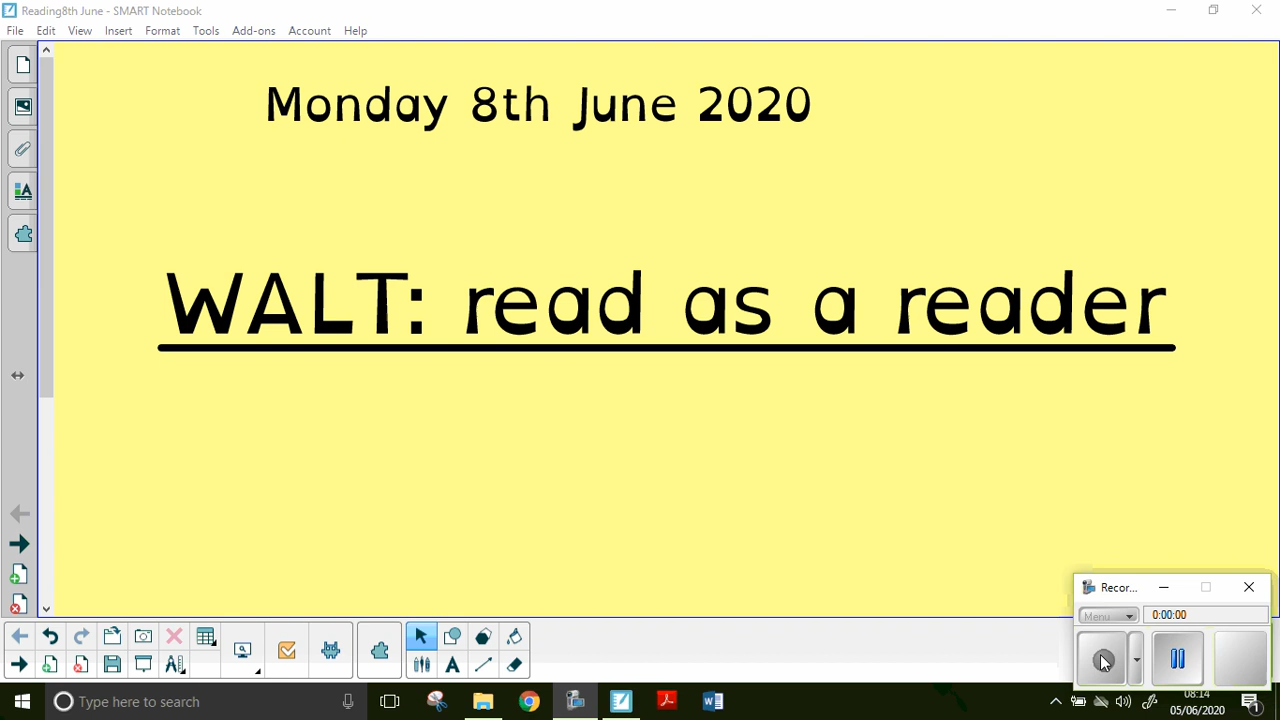 Reading8th June - SMART Notebook
File Edit View Insert Format Tools Add-ons Account Help
Monday 8th June 2020
WALT: read as a reader
Recor...
Menu
0:00:00
Type here to search
08:14
05/06/2020